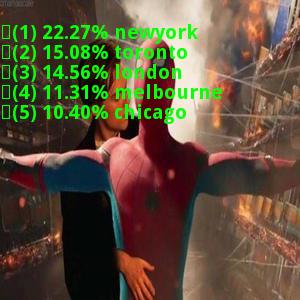 (1) 22.27% newyork
(2) 15.08% toronto
(3) 14.56% london
(4) 11.31% melbourne
(5) 10.40% chicago